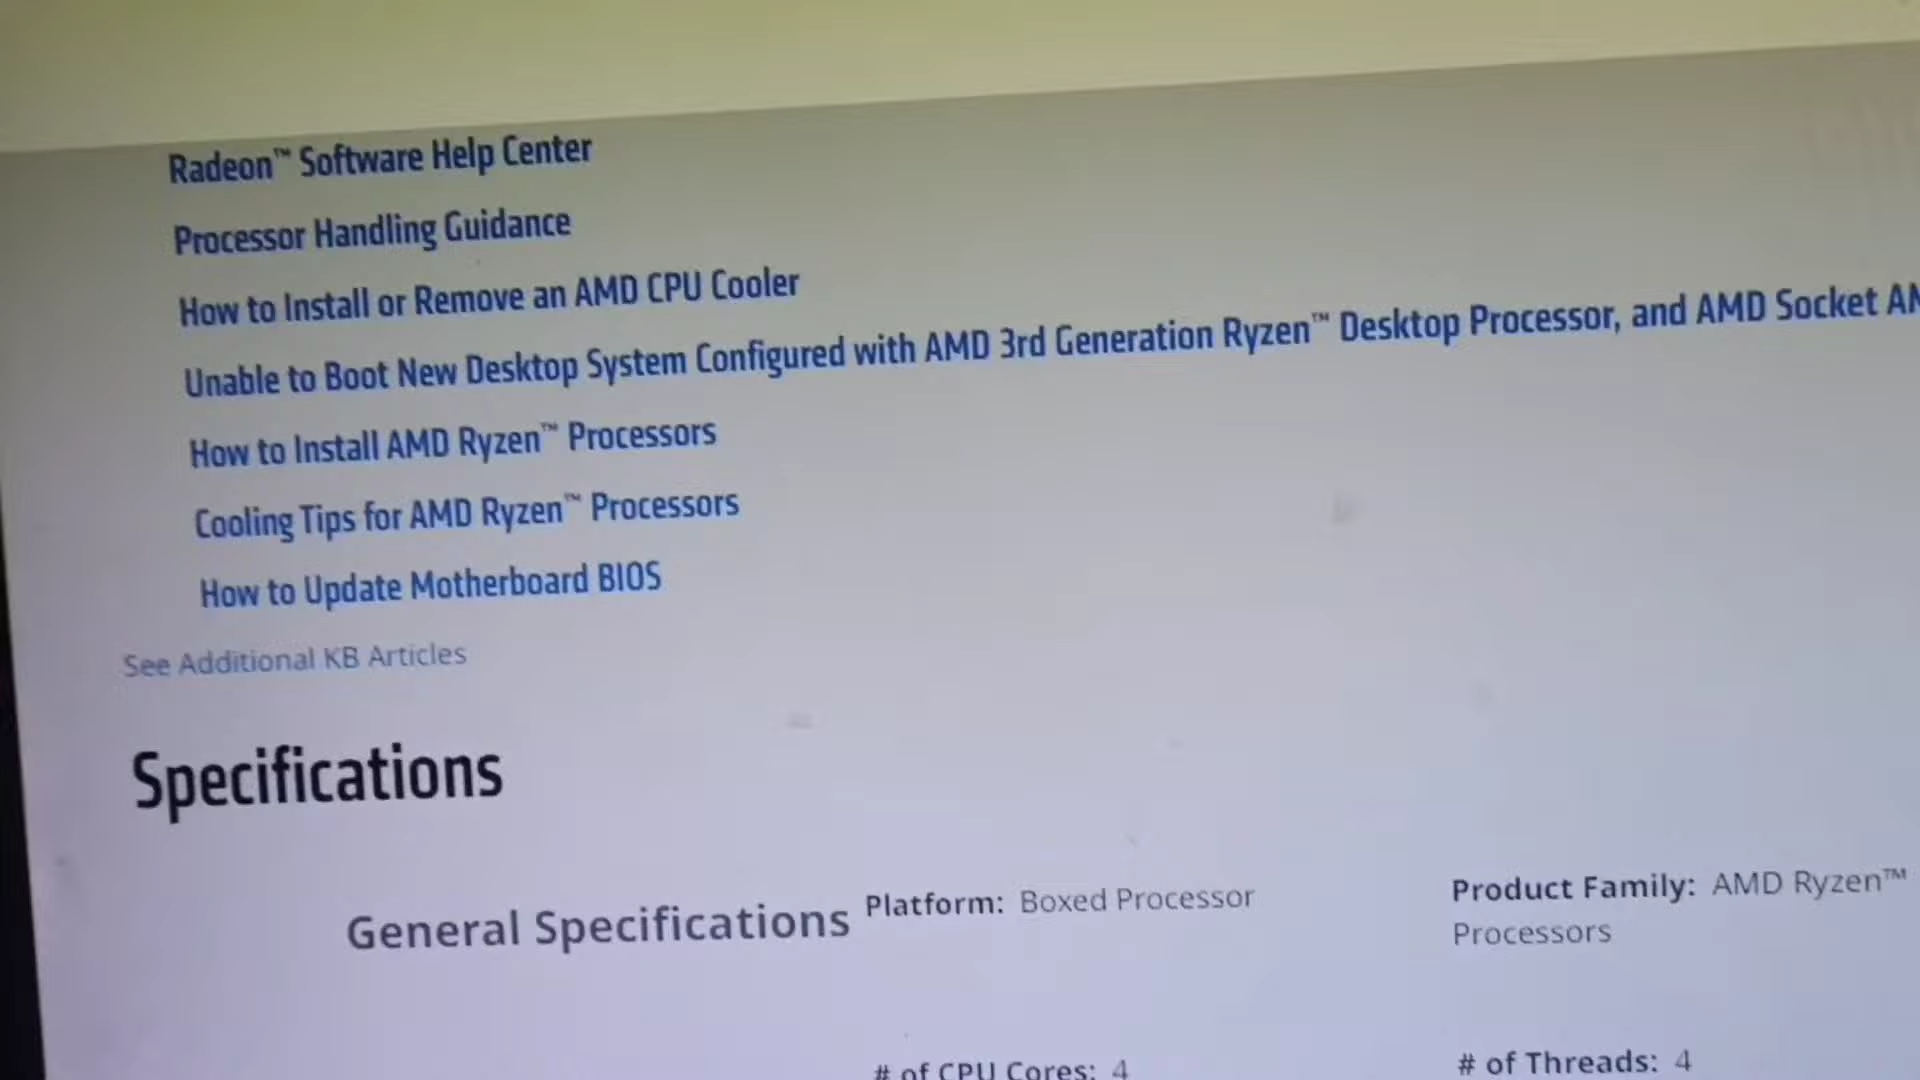 Radeon™ Software Help Center
Processor Handling Guidance
How to Install or Remove an AMD CPU Cooler
Unable to Boot New Desktop System Configured with AMD 3rd Generation Ryzen™ Desktop Processor, and AMD Socket
How to Install AMD Ryzen™ Processors
Cooling Tips for AMD Ryzen™ Processors
How to Update Motherboard BIOS
See Additional KB Articles
Specifications
General Specifications
Platform: Boxed Processor
Product Family: AMD Ryzen™
Processors
# of CPU Cores: 4
# of Threads: 4